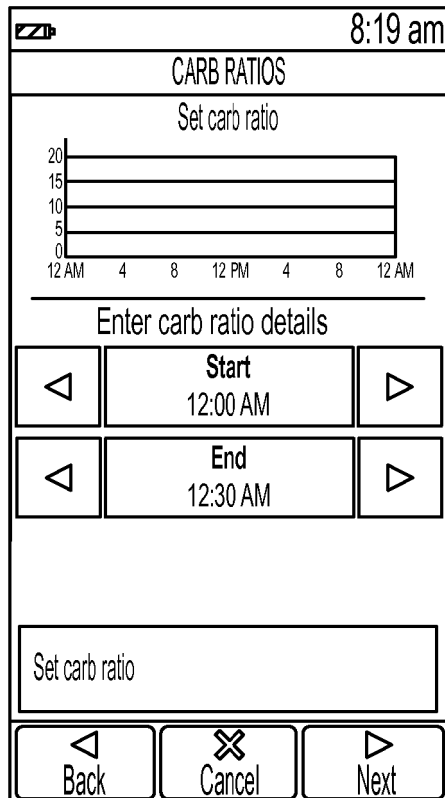 8:19 am
CARB RATIOS
Set carb ratio
20
15
10
5
0
12 AM 4 8 12 PM 4 8 12 AM
Enter carb ratio details
Start
12:00 AM
End
12:30 AM
Set carb ratio
Back Cancel Next